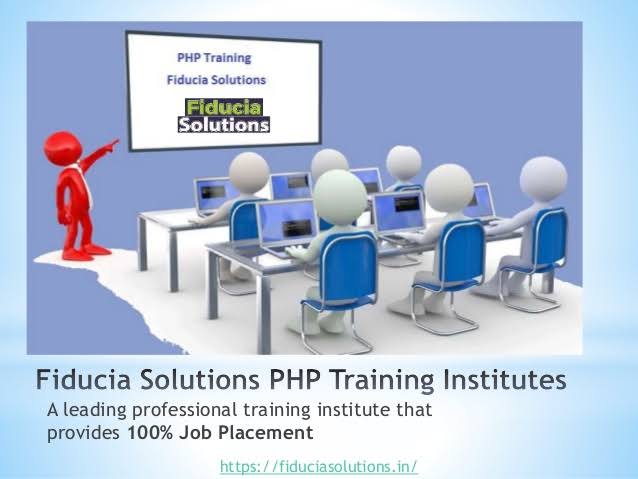 PHP Training
Fiducia Solutions
Fiducia
Solutions
Fiducia Solutions PHP Training Institutes
A leading professional training institute that
provides 100% Job Placement
https://fiduciasolutions.in/